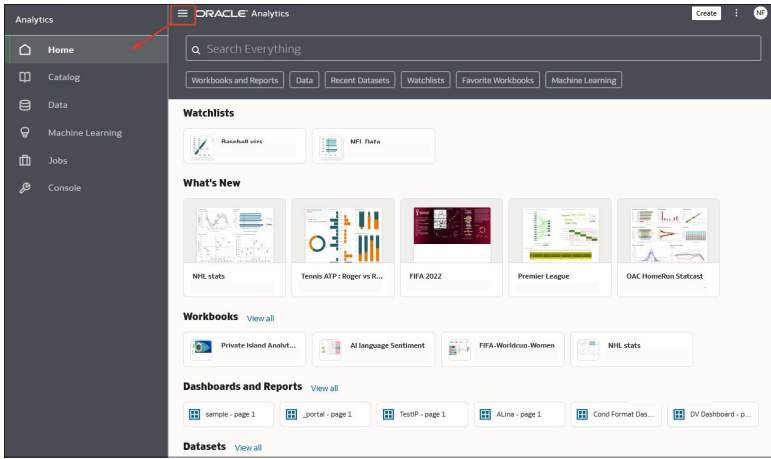 Analytics
Home
Catalog
Data
Machine Learning
Jobs
Console
ORACLE Analytics
Create
NF
Search Everything
Workbooks and Reports
Data
Recent Datasets
Watchlists
Favorite Workbooks
Machine Learning
Watchlists
Baseball vizs
NFL Data
What's New
NHL stats
Tennis ATP : Roger vs R...
FIFA 2022
Premier League
OAC HomeRun Statcast
Workbooks View all
Private Island Analyt...
AI language Sentiment
FIFA-Worldcup-Women
NHL stats
Dashboards and Reports View all
sample - page 1
_portal - page 1
TestIP - page 1
ALina - page 1
Cond Format Das...
DV Dashboard - p...
Datasets View all